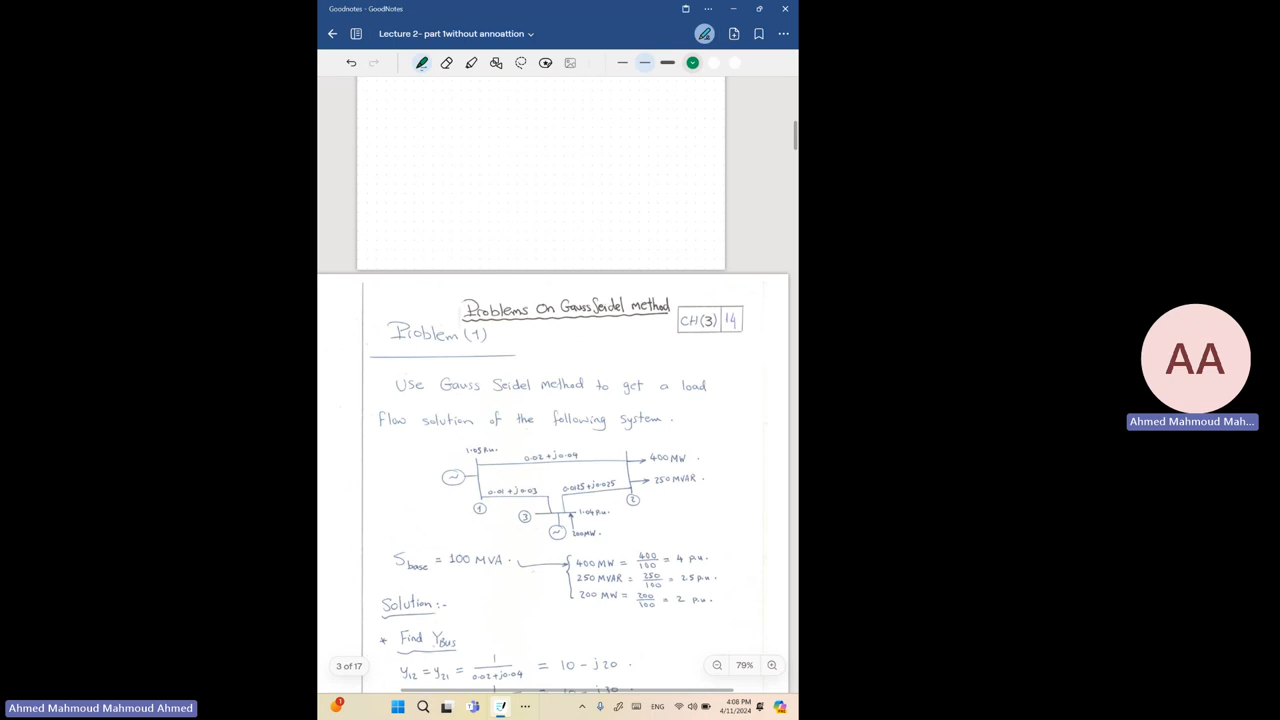 Goodnotes - GoodNotes
Lecture 2- part 1without annoattion
Problems On Gauss Seidel method
CH(3) 14
Problem (1)
Use Gauss Seidel method to get a load
flow solution of the following system.
1.05 P.u.
0.02 + j0.04
400 MW
250 MVAR
0.01 + j0.03
0.0125 + j0.025
1
2
3
1.04 P.u.
200 MW.
S base = 100 MVA.
400 MW = 400/100 = 4 p.u.
250 MVAR = 250/100 = 2.5 p.u.
200 MW = 200/100 = 2 p.u.
Solution:-
* Find YBus
y12 = y21 = 1/(0.02+j0.04) = 10 - j20.
3 of 17
79%
AA
Ahmed Mahmoud Mah...
Ahmed Mahmoud Mahmoud Ahmed
ENG
4:08 PM
4/11/2024